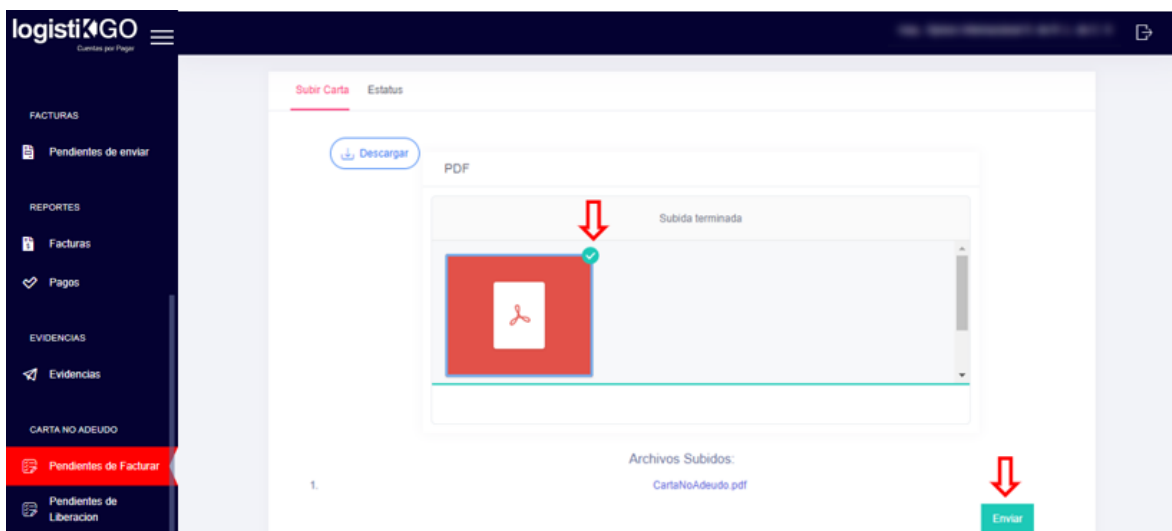 logistikGO
Cuentas por Pagar
FACTURAS
Pendientes de enviar
REPORTES
Facturas
Pagos
EVIDENCIAS
Evidencias
CARTA NO ADEUDO
Pendientes de Facturar
Pendientes de
Liberacion
Subir Carta Estatus
Descargar
PDF
Subida terminada
Archivos Subidos:
1. CartaNoAdeudo.pdf
Enviar